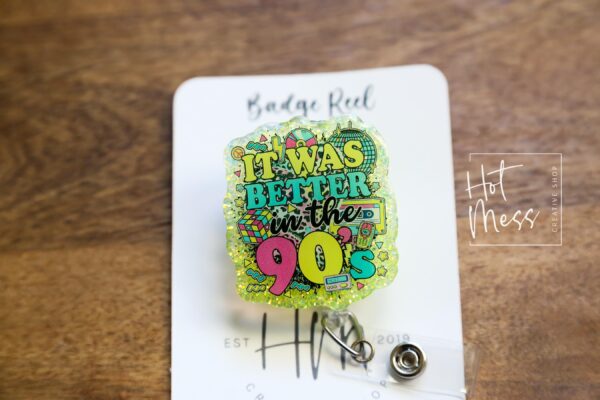 Badge Reel
IT WAS
BETTER
in the
90's
EST HM 2019
Hot
Mess
CREATIVE SHOP